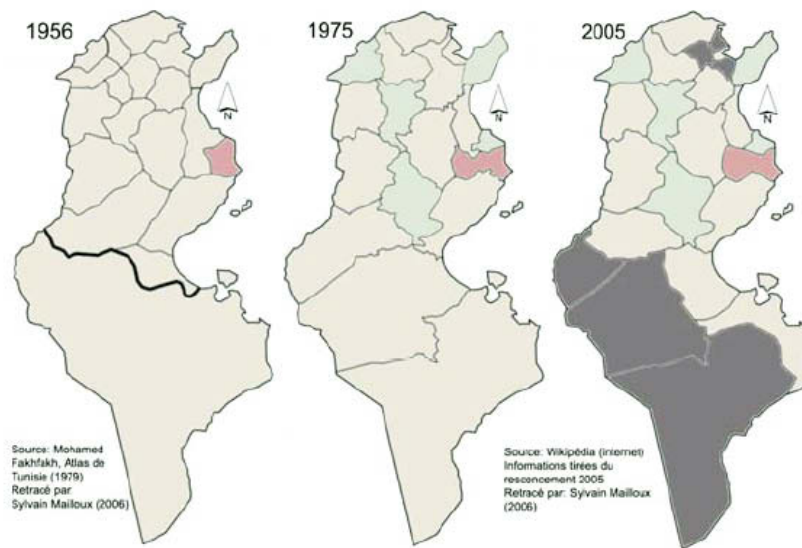 1956
1975
2005
N
N
N
Source: Mohamed
Fakhfakh, Atlas de
Tunisie (1979)
Retracé par:
Sylvain Mailloux (2006)
Source: Wikipédia (internet)
Informations tirées du
rescencement 2005
Retracé par: Sylvain Mailloux
(2006)